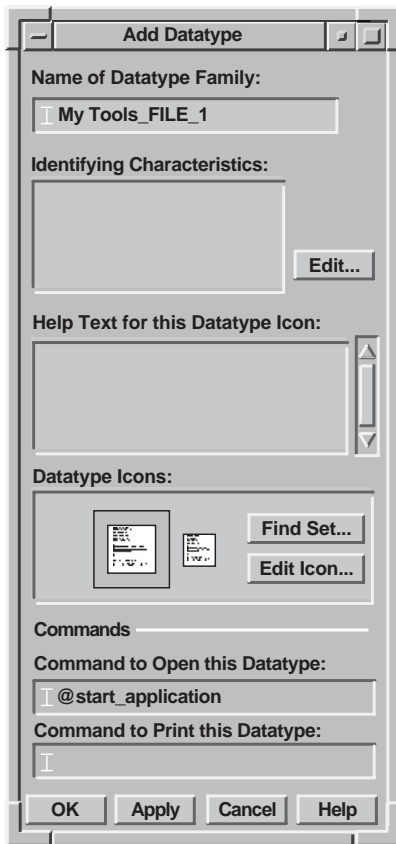 Add Datatype
Name of Datatype Family:
My Tools_FILE_1
Identifying Characteristics:
Edit...
Help Text for this Datatype Icon:
Datatype Icons:
Find Set...
Edit Icon...
Commands
Command to Open this Datatype:
@start_application
Command to Print this Datatype:
OK Apply Cancel Help